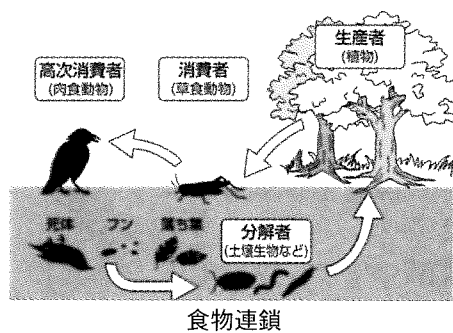 生産者
(植物)
高次消費者
(肉食動物)
消費者
(草食動物)
死体
フン
落ち葉
分解者
(土壌生物など)
食物連鎖